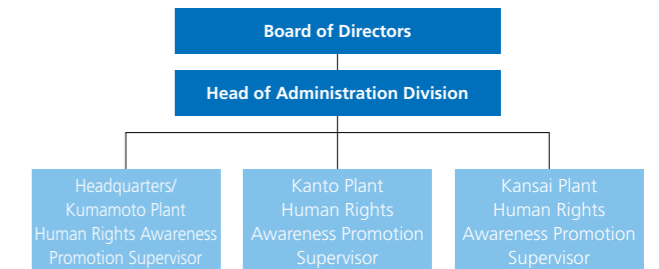 Board of Directors
Head of Administration Division
Headquarters/
Kumamoto Plant
Human Rights Awareness
Promotion Supervisor
Kanto Plant
Human Rights
Awareness Promotion
Supervisor
Kansai Plant
Human Rights
Awareness Promotion
Supervisor